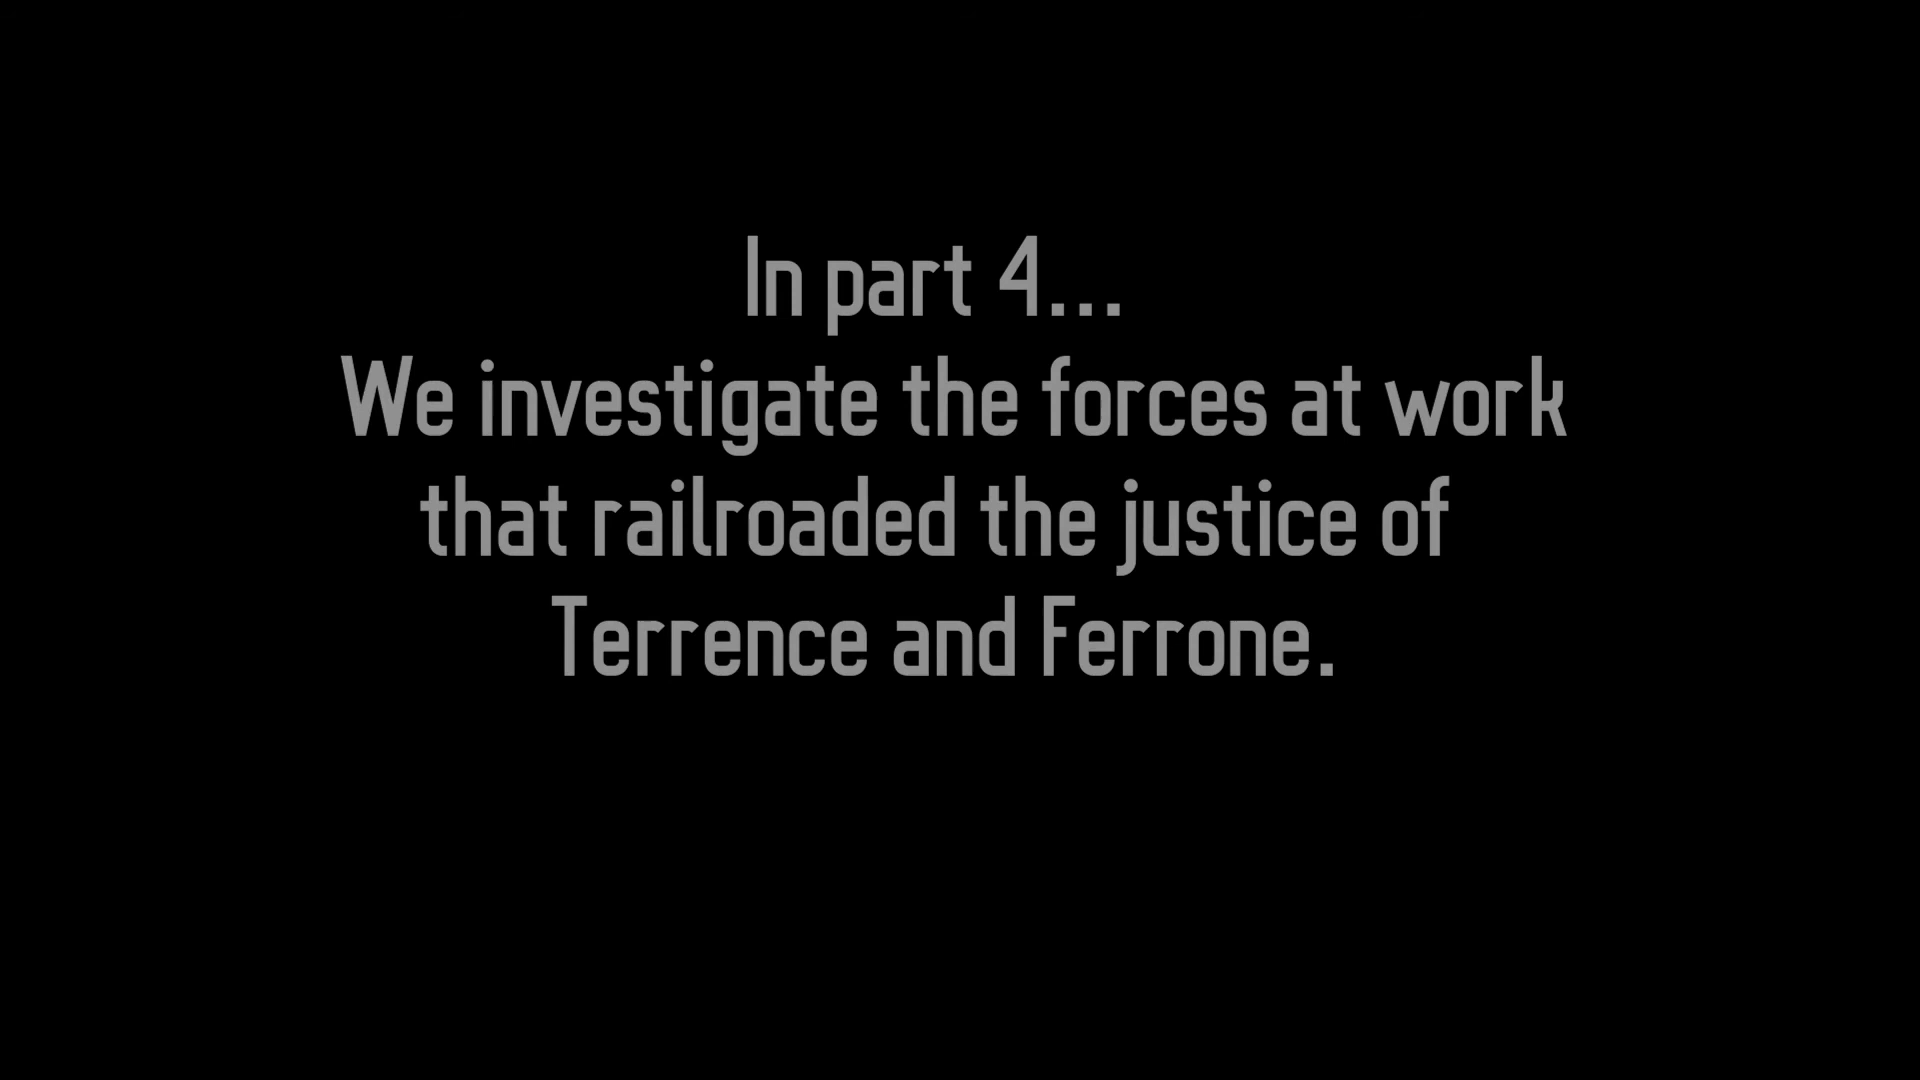 In part 4...
We investigate the forces at work
that railroaded the justice of
Terrence and Ferrone.